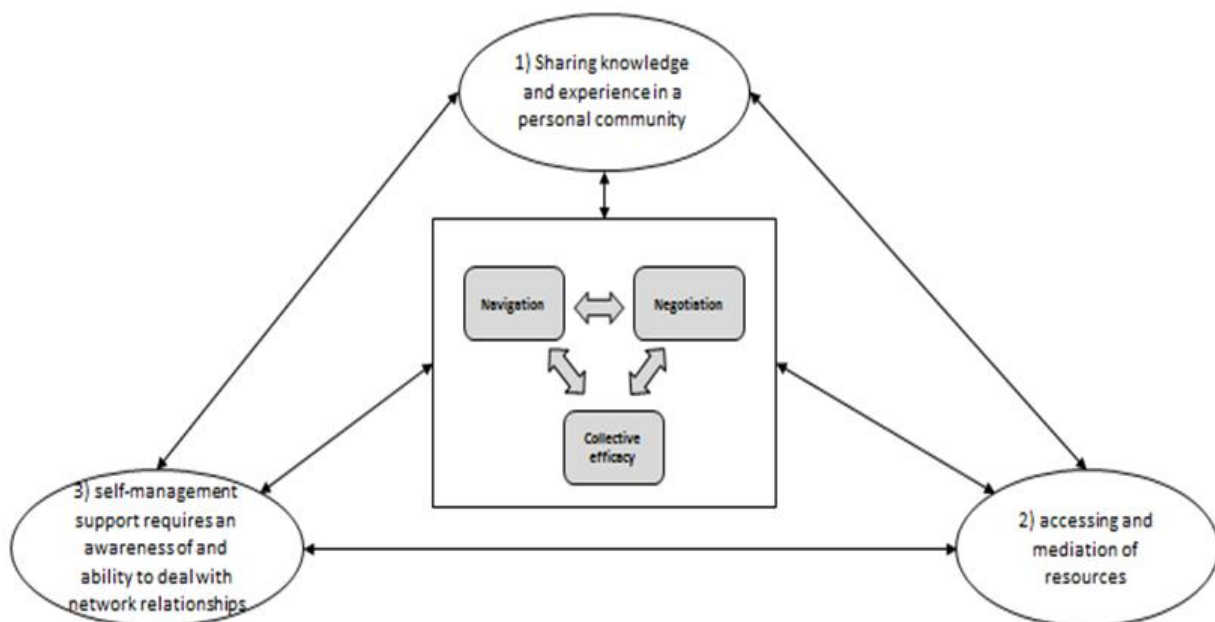 1) Sharing knowledge
and experience in a
personal community
Navigation
Negotiation
Collective
efficacy
3) self-management
support requires an
awareness of and
ability to deal with
network relationships
2) accessing and
mediation of
resources